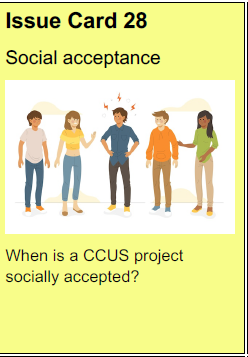 Issue Card 28
Social acceptance
When is a CCUS project
socially accepted?